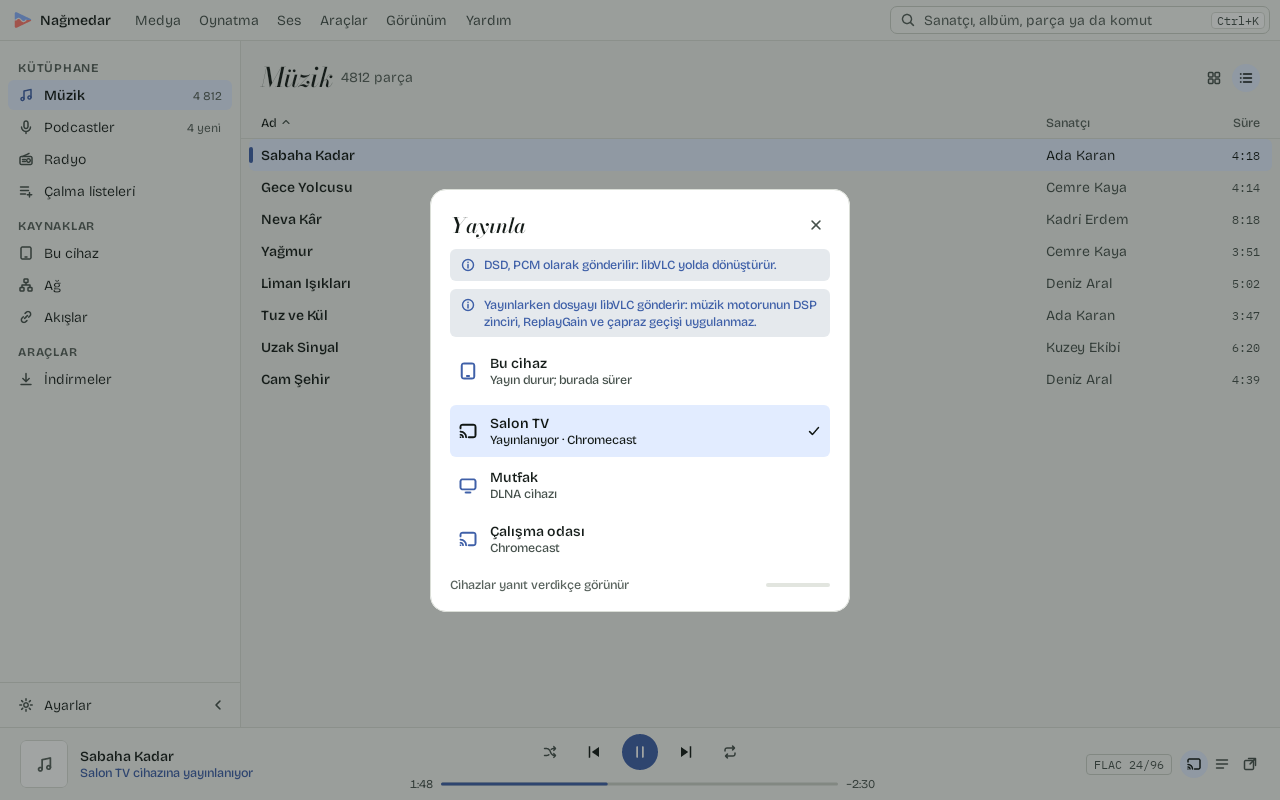 Nağmedar
Medya Oynatma Ses Araçlar Görünüm Yardım
Sanatçı, albüm, parça ya da komut Ctrl+K
KÜTÜPHANE
Müzik 4 812
Podcastler 4 yeni
Radyo
Çalma listeleri
KAYNAKLAR
Bu cihaz
Ağ
Akışlar
ARAÇLAR
İndirmeler
Ayarlar
Müzik 4812 parça
Ad Sanatçı Süre
Sabaha Kadar Ada Karan 4:18
Gece Yolcusu Cemre Kaya 4:14
Neva Kâr Kadri Erdem 8:18
Yağmur Cemre Kaya 3:51
Liman Işıkları Deniz Aral 5:02
Tuz ve Kül Ada Karan 3:47
Uzak Sinyal Kuzey Ekibi 6:20
Cam Şehir Deniz Aral 4:39
Yayınla
DSD, PCM olarak gönderilir: libVLC yolda dönüştürür.
Yayınlarken dosyayı libVLC gönderir: müzik motorunun DSP
zinciri, ReplayGain ve çapraz geçişi uygulanmaz.
Bu cihaz
Yayın durur; burada sürer
Salon TV
Yayınlanıyor · Chromecast
Mutfak
DLNA cihazı
Çalışma odası
Chromecast
Cihazlar yanıt verdikçe görünür
Sabaha Kadar
Salon TV cihazına yayınlanıyor
1:48 −2:30
FLAC 24/96